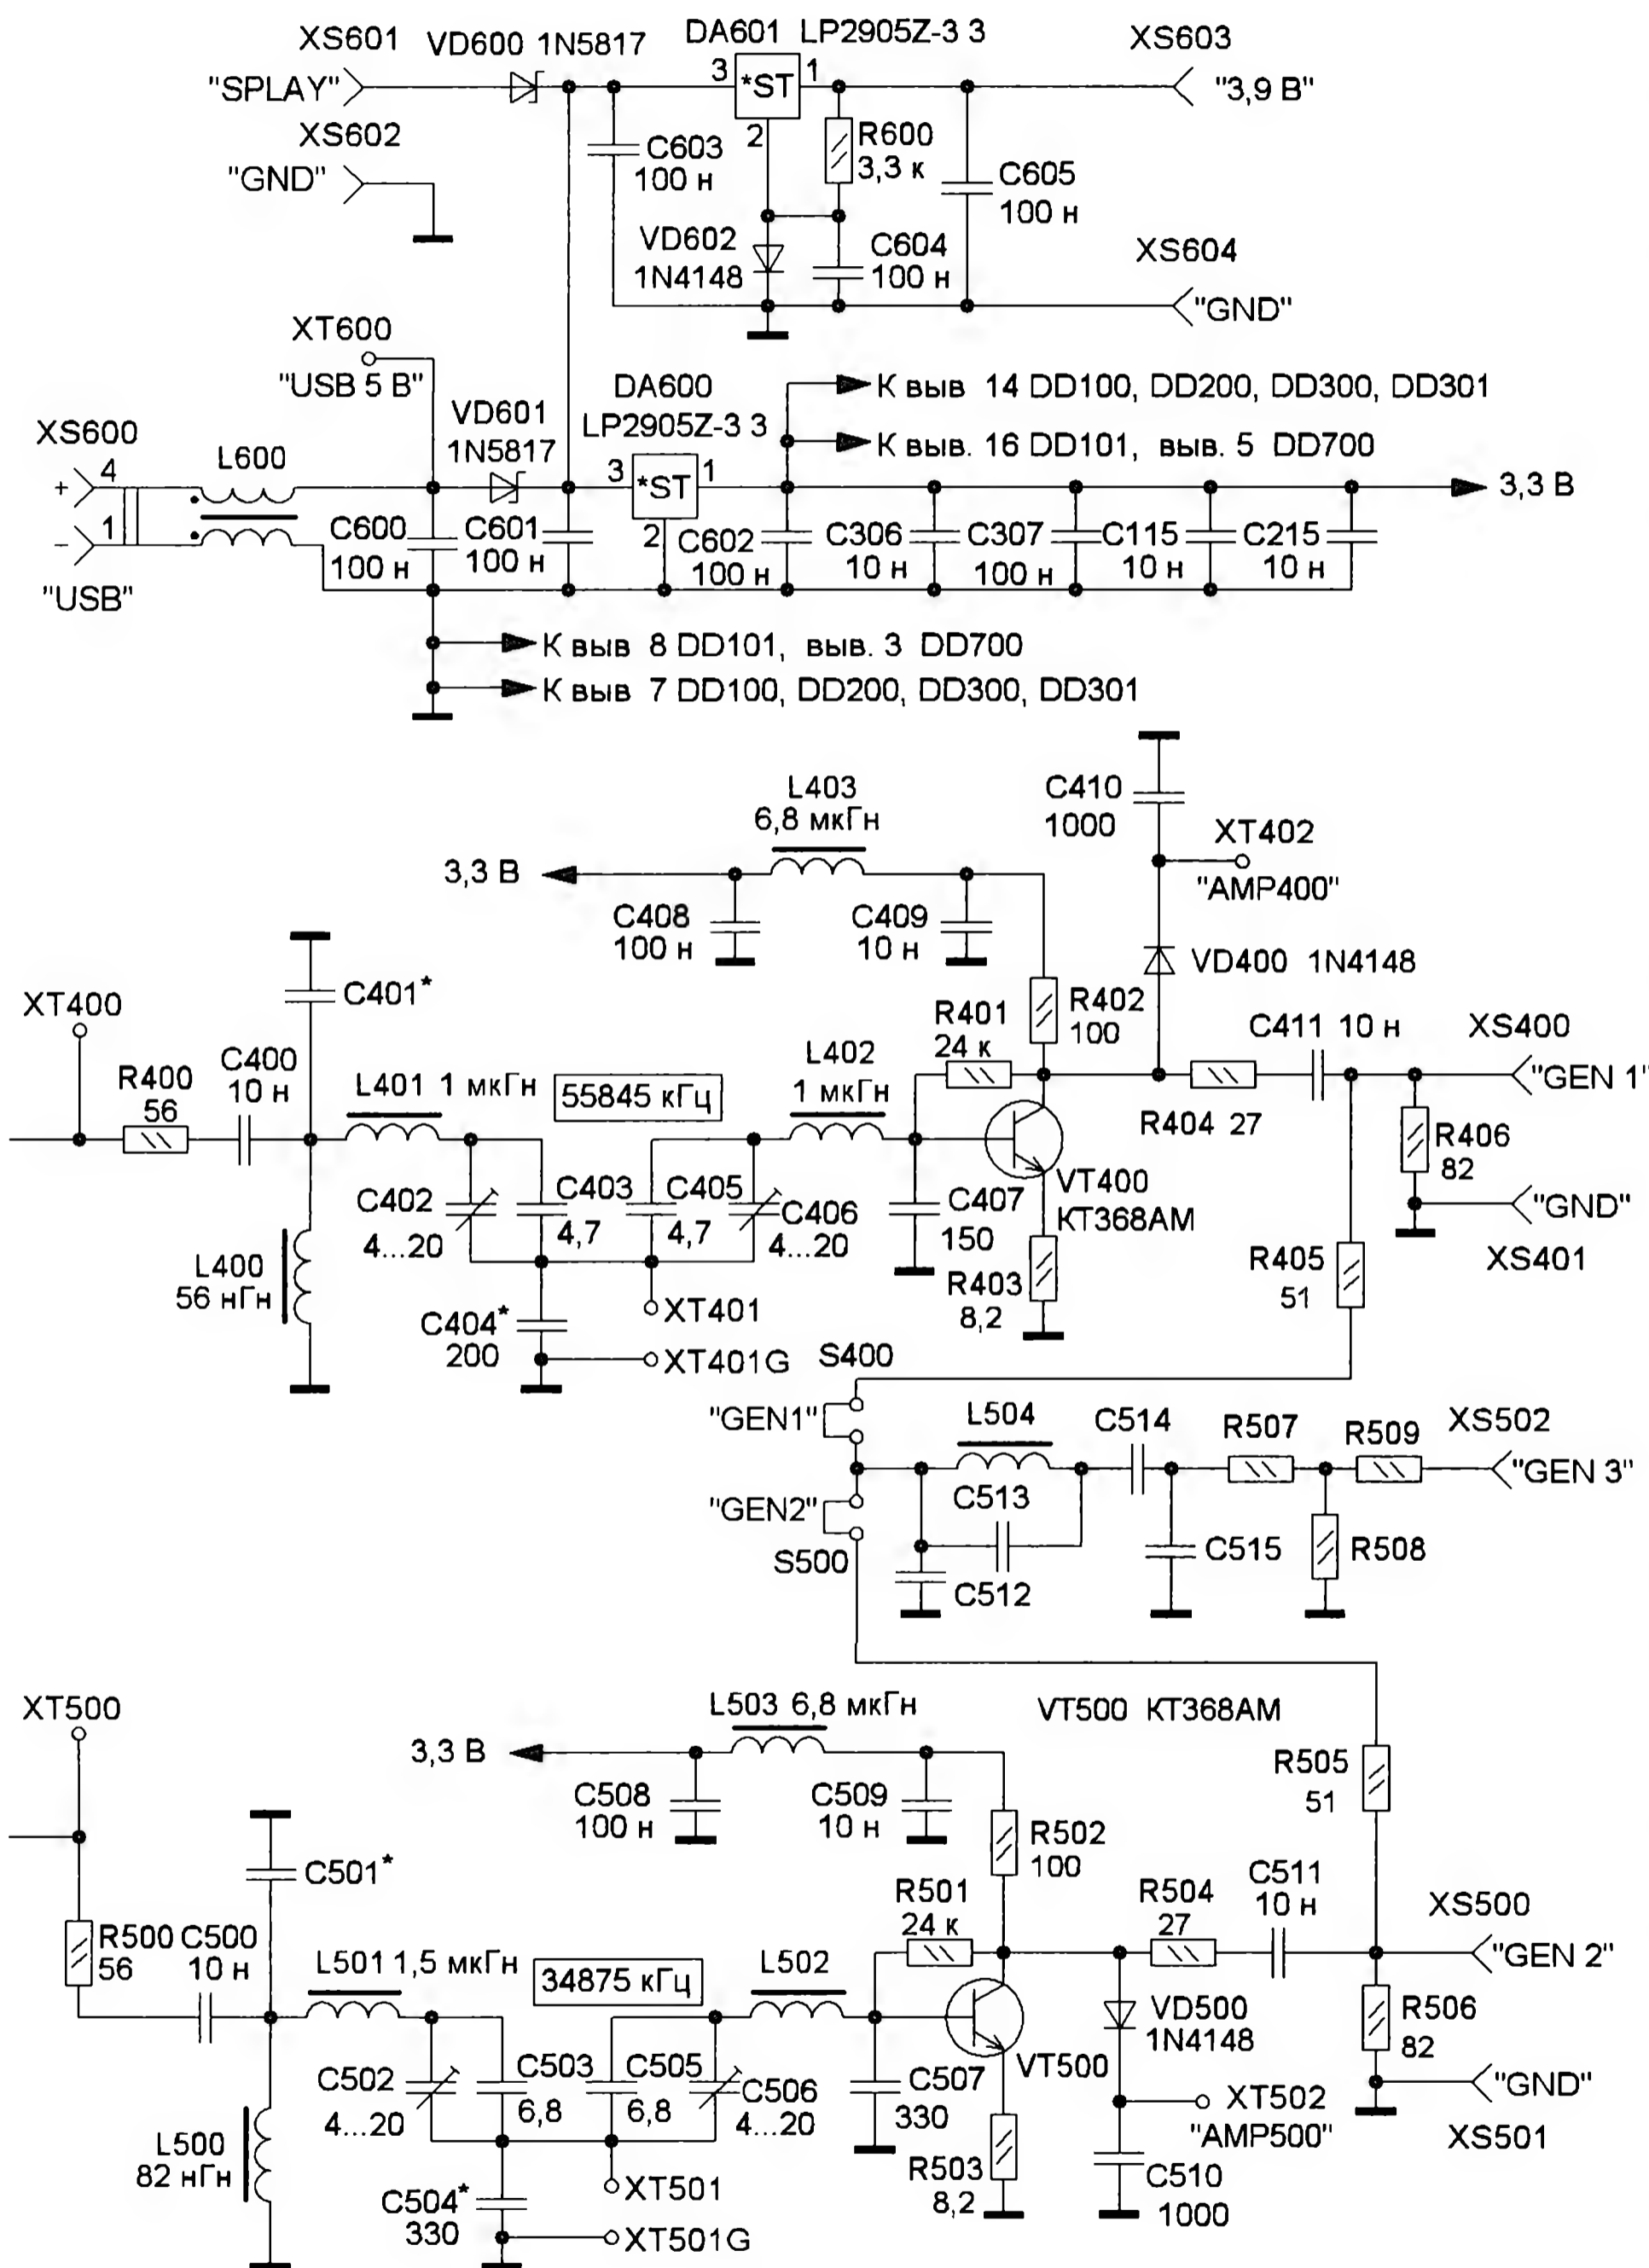 XS601
VD600 1N5817
DA601 LP2905Z-3 3
XS603
"SPLAY"
3
*ST
1
"3,9 В"
XS602
2
R600
3,3 к
"GND"
C603
100 н
C605
100 н
VD602
1N4148
C604
100 н
XS604
"GND"
XT600
"USB 5 В"
DA600
LP2905Z-3 3
К выв 14 DD100, DD200, DD300, DD301
VD601
1N5817
К выв. 16 DD101, выв. 5 DD700
XS600
L600
+
4
3
*ST
1
3,3 В
–
1
C600
100 н
C601
100 н
2
C602
100 н
C306
10 н
C307
100 н
C115
10 н
C215
10 н
"USB"
К выв 8 DD101, выв. 3 DD700
К выв 7 DD100, DD200, DD300, DD301
L403
6,8 мкГн
C410
1000
XT402
"AMP400"
3,3 В
C408
100 н
C409
10 н
VD400 1N4148
XT400
C401*
R401
24 к
R402
100
C411 10 н
XS400
"GEN 1"
R400
56
C400
10 н
L401 1 мкГн
55845 кГц
L402
1 мкГн
R404 27
R406
82
C402
4...20
C403
4,7
C405
4,7
C406
4...20
C407
150
VT400
КТ368АМ
"GND"
XS401
L400
56 нГн
R403
8,2
R405
51
C404*
200
XT401
XT401G
S400
"GEN1"
L504
C514
R507
R509
XS502
"GEN 3"
"GEN2"
C513
S500
C512
C515
R508
XT500
L503 6,8 мкГн
VT500 КТ368АМ
3,3 В
C508
100 н
C509
10 н
R502
100
R505
51
C501*
R501
24 к
R504
27
C511
10 н
XS500
"GEN 2"
R500
56
C500
10 н
L501 1,5 мкГн
34875 кГц
L502
VD500
1N4148
R506
82
C502
4...20
C503
6,8
C505
6,8
C506
4...20
C507
330
VT500
XT502
"AMP500"
"GND"
XS501
L500
82 нГн
R503
8,2
C510
1000
C504*
330
XT501
XT501G